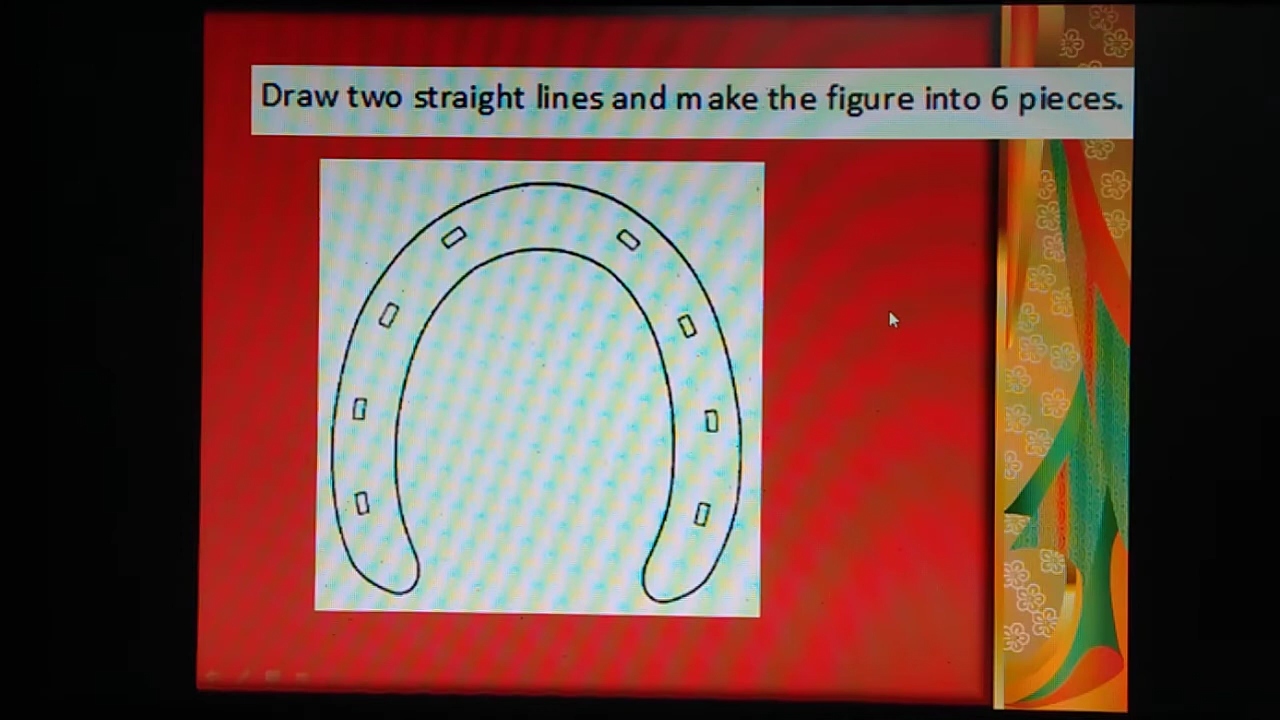 Draw two straight lines and make the figure into 6 pieces.